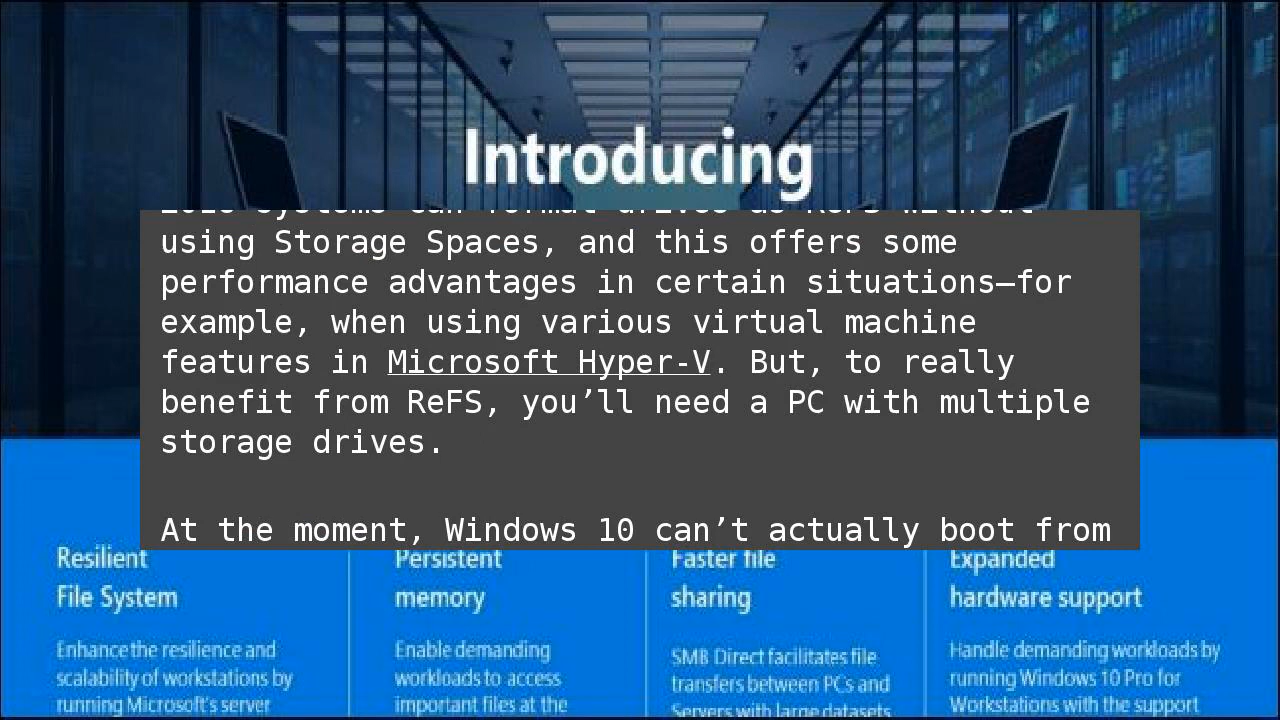 Introducing
using Storage Spaces, and this offers some
performance advantages in certain situations—for
example, when using various virtual machine
features in Microsoft Hyper-V. But, to really
benefit from ReFS, you’ll need a PC with multiple
storage drives.
At the moment, Windows 10 can’t actually boot from
Resilient
File System
Enhance the resilience and
scalability of workstations by
running Microsoft's server
Persistent
memory
Enable demanding
workloads to access
important files at the
Faster file
sharing
SMB Direct facilitates file
transfers between PCs and
Servers with large datasets
Expanded
hardware support
Handle demanding workloads by
running Windows 10 Pro for
Workstations with the support